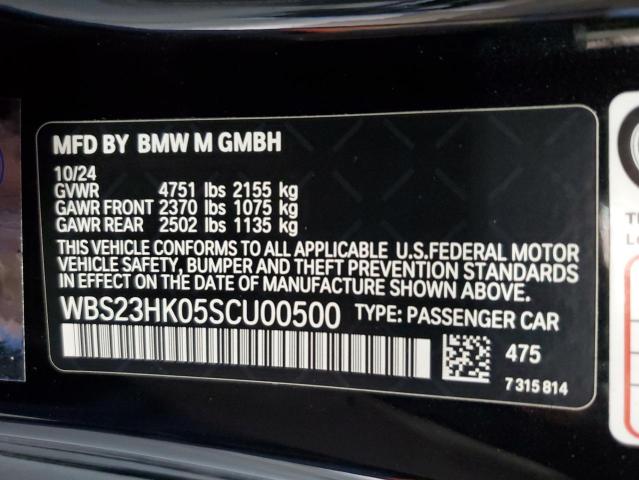 MFD BY BMW M GMBH
10/24
GVWR 4751 lbs 2155 kg
GAWR FRONT 2370 lbs 1075 kg
GAWR REAR 2502 lbs 1135 kg
THIS VEHICLE CONFORMS TO ALL APPLICABLE U.S.FEDERAL MOTOR
VEHICLE SAFETY, BUMPER AND THEFT PREVENTION STANDARDS
IN EFFECT ON THE DATE OF MANUFACTURE SHOWN ABOVE.
WBS23HK05SCU00500 TYPE: PASSENGER CAR
475
7 315 814